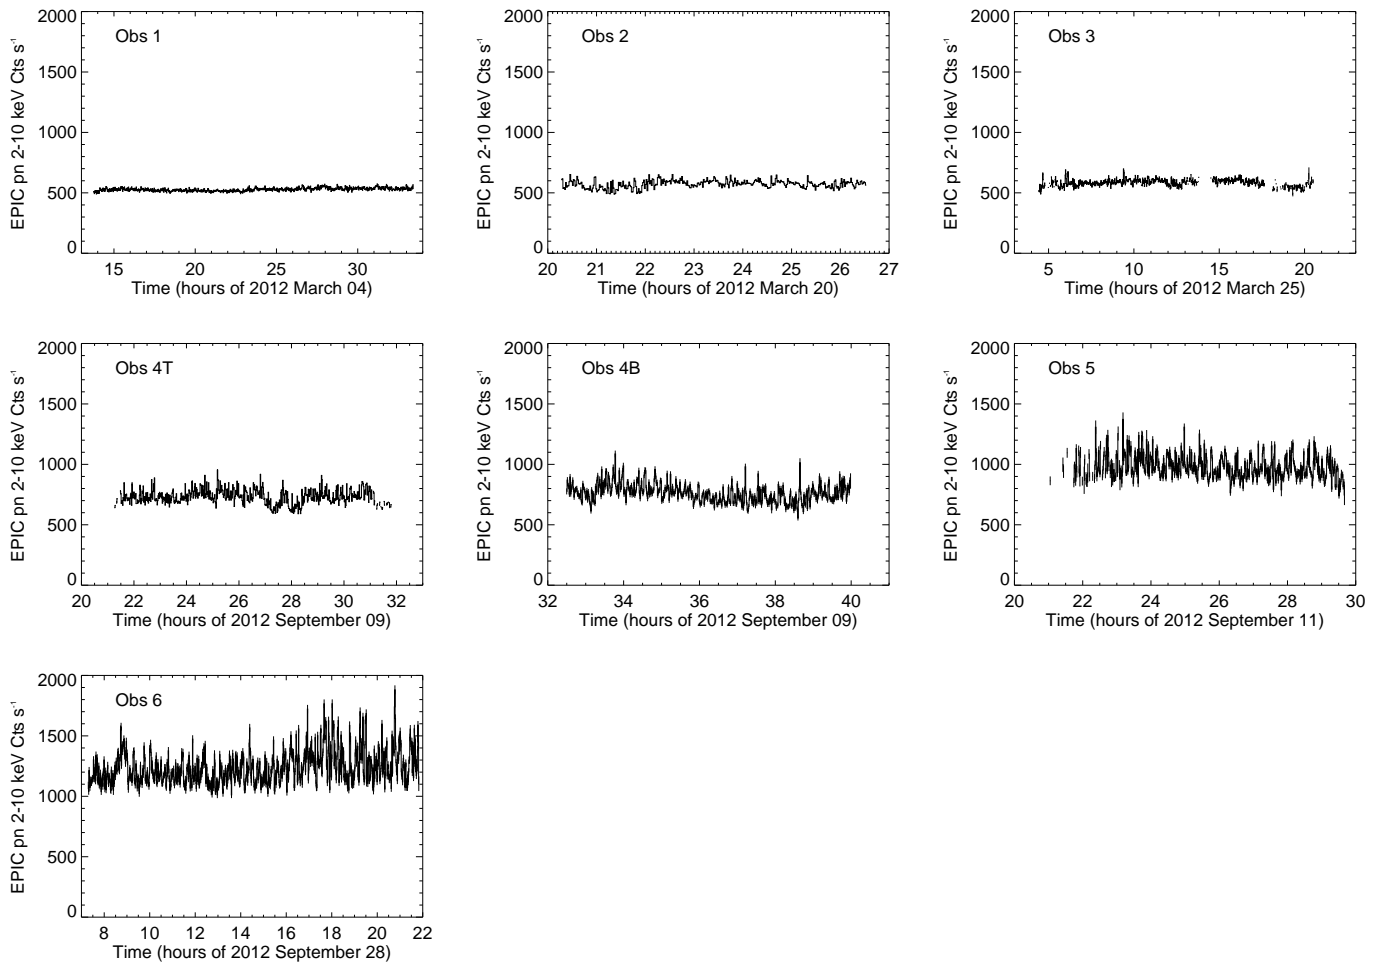 Obs 1
EPIC pn 2-10 keV Cts s⁻¹
2000
1500
1000
500
0
15 20 25 30
Time (hours of 2012 March 04)
Obs 2
EPIC pn 2-10 keV Cts s⁻¹
2000
1500
1000
500
0
20 21 22 23 24 25 26 27
Time (hours of 2012 March 20)
Obs 3
EPIC pn 2-10 keV Cts s⁻¹
2000
1500
1000
500
0
5 10 15 20
Time (hours of 2012 March 25)
Obs 4T
EPIC pn 2-10 keV Cts s⁻¹
2000
1500
1000
500
0
20 22 24 26 28 30 32
Time (hours of 2012 September 09)
Obs 4B
EPIC pn 2-10 keV Cts s⁻¹
2000
1500
1000
500
0
32 34 36 38 40
Time (hours of 2012 September 09)
Obs 5
EPIC pn 2-10 keV Cts s⁻¹
2000
1500
1000
500
0
20 22 24 26 28 30
Time (hours of 2012 September 11)
Obs 6
EPIC pn 2-10 keV Cts s⁻¹
2000
1500
1000
500
0
8 10 12 14 16 18 20 22
Time (hours of 2012 September 28)